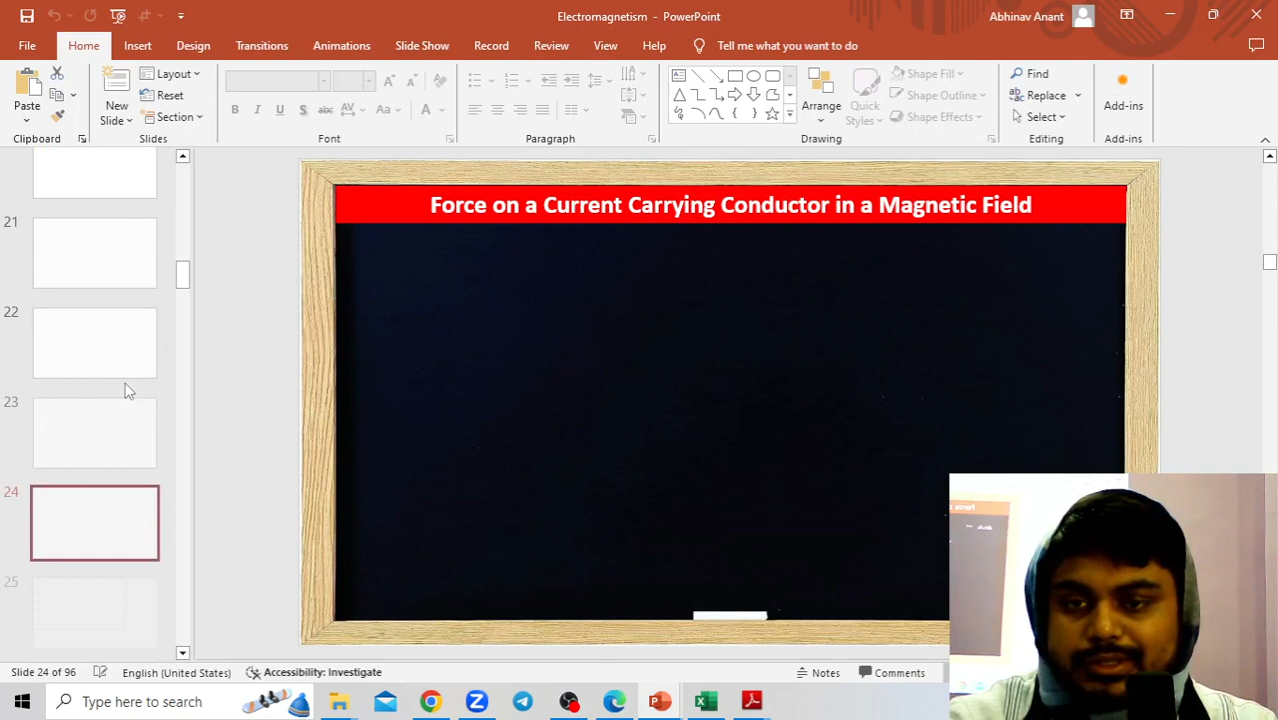 Electromagnetism - PowerPoint
Abhinav Anant
File Home Insert Design Transitions Animations Slide Show Record Review View Help Tell me what you want to do
Paste
Clipboard
New Slide
Layout
Reset
Section
Slides
B I U S abc AV Aa A
Font
Paragraph
Arrange
Quick Styles
Shape Fill
Shape Outline
Shape Effects
Drawing
Find
Replace
Select
Editing
Add-ins
Add-ins
21
22
23
24
25
Force on a Current Carrying Conductor in a Magnetic Field
Slide 24 of 96 English (United States) Accessibility: Investigate Notes Comments
Type here to search